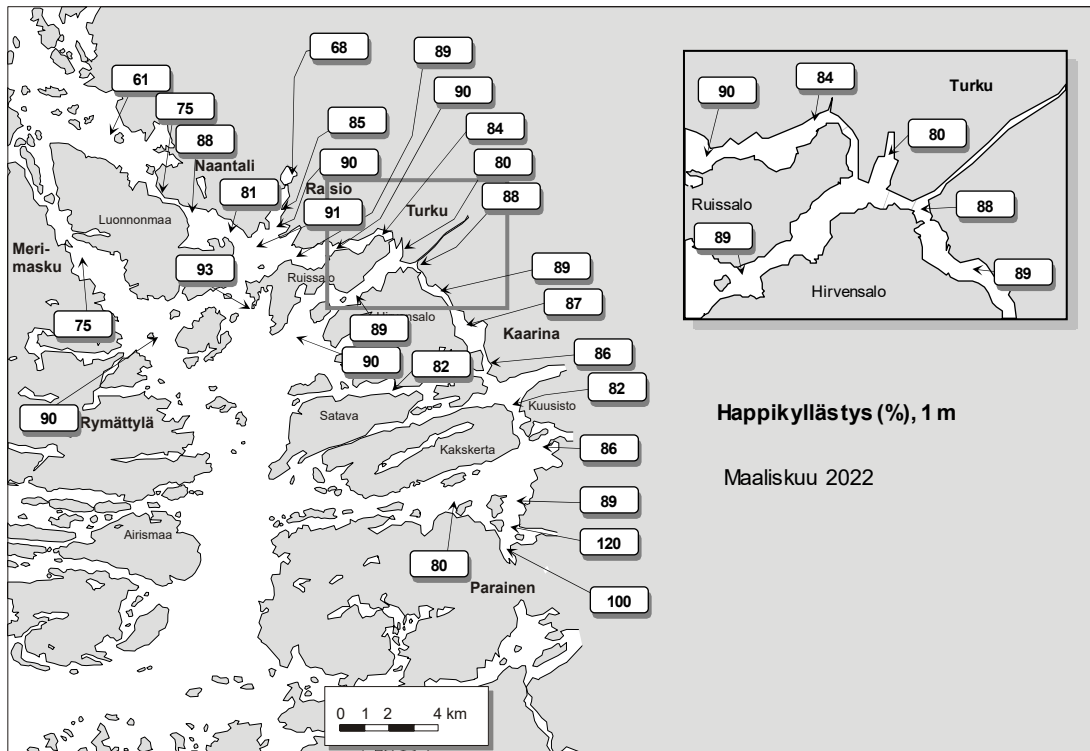 68
89
61
90
75
85
84
88
Naantali
90
80
81
Raisio
91
88
Turku
Luonnonmaa
Meri-
masku
93
Ruissalo
89
87
Hirvensalo
75
89
Kaarina
90
82
86
82
90
Rymättylä
Satava
Kuusisto
Kakskerta
86
89
Airismaa
120
80
Parainen
100
0 1 2 4 km
84
Turku
90
80
Ruissalo
88
89
89
Hirvensalo
Happikyllästys (%), 1 m
Maaliskuu 2022